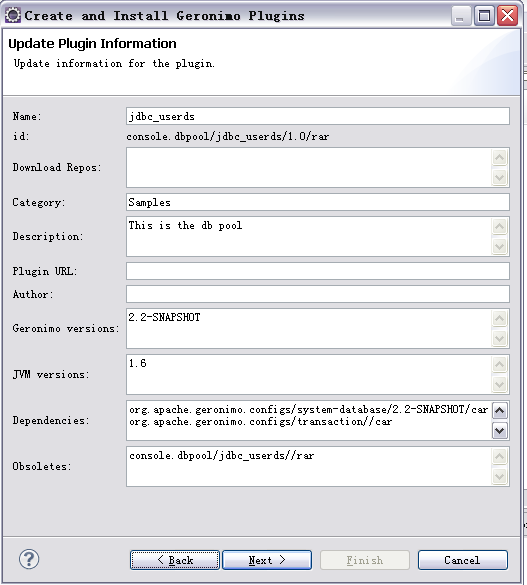 Create and Install Geronimo Plugins
Update Plugin Information
Update information for the plugin.
Name: jdbc_userds
id: console.dbpool/jdbc_userds/1.0/rar
Download Repos:
Category: Samples
Description: This is the db pool
Plugin URL:
Author:
Geronimo versions: 2.2-SNAPSHOT
JVM versions: 1.6
Dependencies: org.apache.geronimo.configs/system-database/2.2-SNAPSHOT/car
org.apache.geronimo.configs/transaction//car
Obsoletes: console.dbpool/jdbc_userds//rar
? < Back Next > Finish Cancel